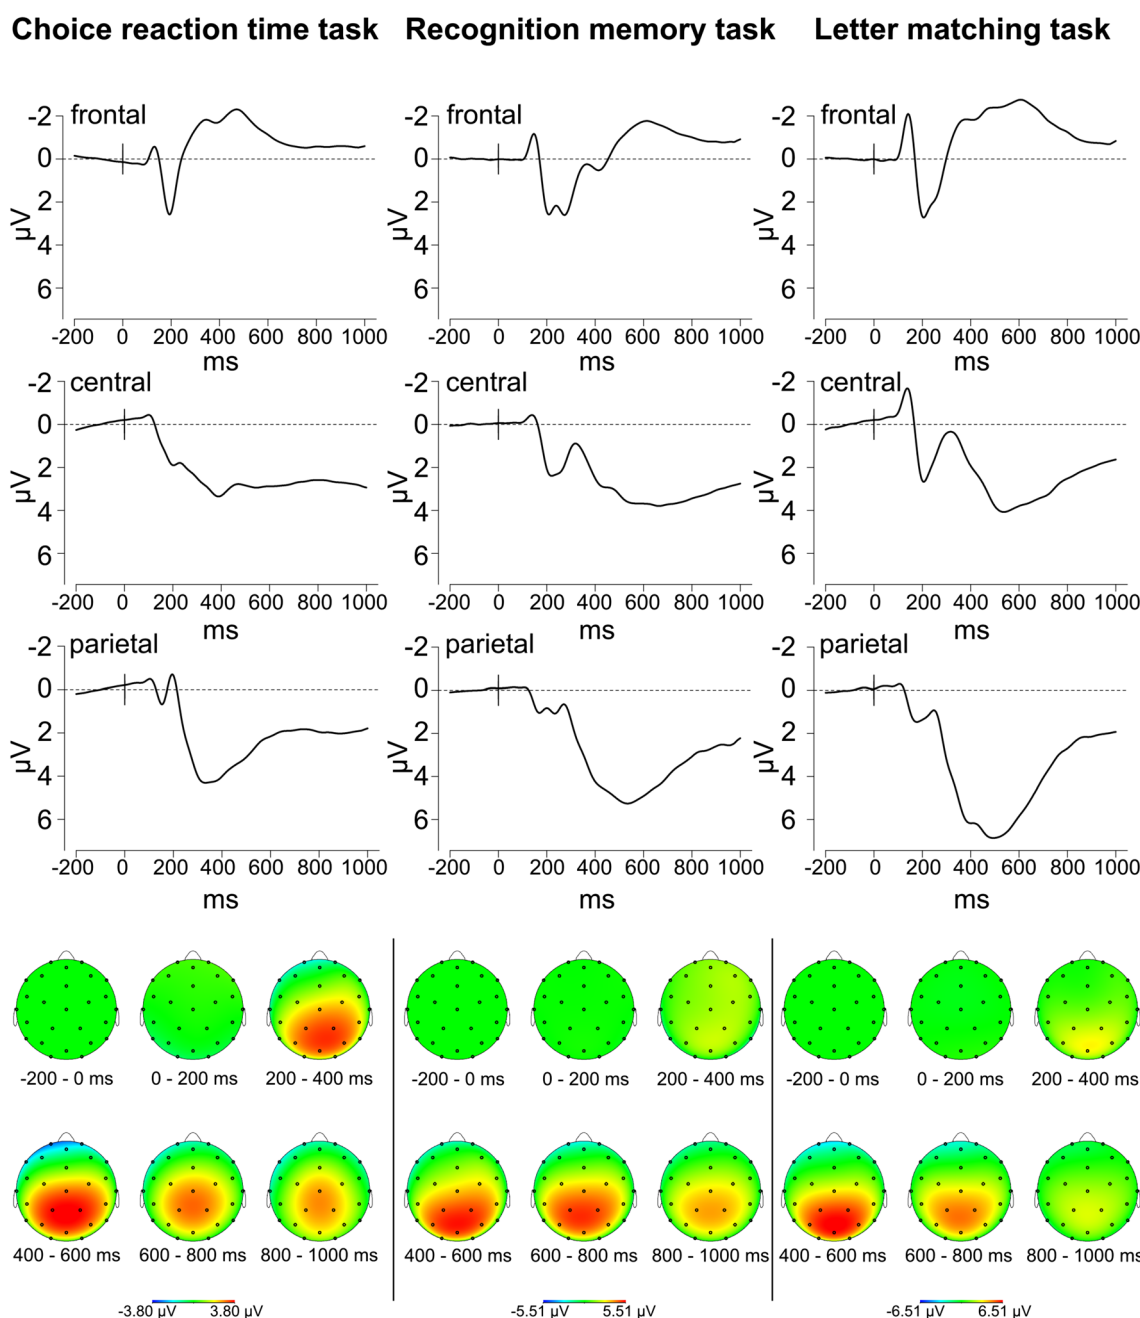 Choice reaction time task Recognition memory task Letter matching task
frontal frontal frontal
-2 -2 -2
0 0 0
2 2 2
4 4 4
6 6 6
µV µV µV
-200 0 200 400 600 800 1000 -200 0 200 400 600 800 1000 -200 0 200 400 600 800 1000
ms ms ms
central central central
-2 -2 -2
0 0 0
2 2 2
4 4 4
6 6 6
µV µV µV
-200 0 200 400 600 800 1000 -200 0 200 400 600 800 1000 -200 0 200 400 600 800 1000
ms ms ms
parietal parietal parietal
-2 -2 -2
0 0 0
2 2 2
4 4 4
6 6 6
µV µV µV
-200 0 200 400 600 800 1000 -200 0 200 400 600 800 1000 -200 0 200 400 600 800 1000
ms ms ms
-200 - 0 ms 0 - 200 ms 200 - 400 ms -200 - 0 ms 0 - 200 ms 200 - 400 ms -200 - 0 ms 0 - 200 ms 200 - 400 ms
400 - 600 ms 600 - 800 ms 800 - 1000 ms 400 - 600 ms 600 - 800 ms 800 - 1000 ms 400 - 600 ms 600 - 800 ms 800 - 1000 ms
-3.80 µV 3.80 µV -5.51 µV 5.51 µV -6.51 µV 6.51 µV